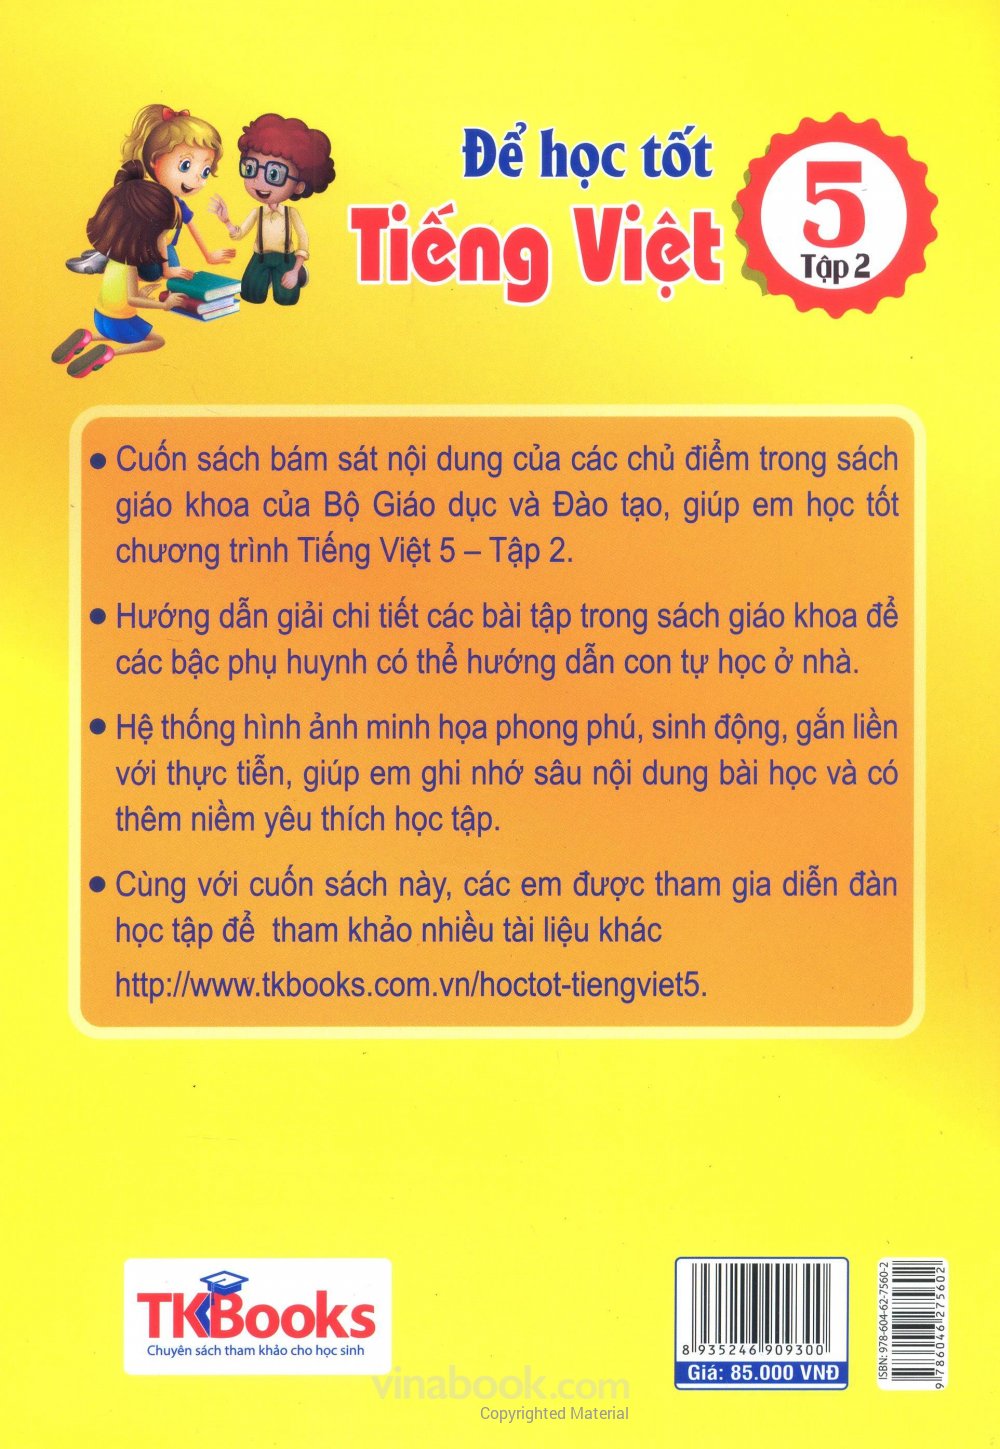 Để học tốt
Tiếng Việt
5
Tập 2
• Cuốn sách bám sát nội dung của các chủ điểm trong sách
giáo khoa của Bộ Giáo dục và Đào tạo, giúp em học tốt
chương trình Tiếng Việt 5 – Tập 2.
• Hướng dẫn giải chi tiết các bài tập trong sách giáo khoa để
các bậc phụ huynh có thể hướng dẫn con tự học ở nhà.
• Hệ thống hình ảnh minh họa phong phú, sinh động, gắn liền
với thực tiễn, giúp em ghi nhớ sâu nội dung bài học và có
thêm niềm yêu thích học tập.
• Cùng với cuốn sách này, các em được tham gia diễn đàn
học tập để tham khảo nhiều tài liệu khác
http://www.tkbooks.com.vn/hoctot-tiengviet5.
TKBooks
Chuyên sách tham khảo cho học sinh
8 935246 909300
Giá: 85.000 VNĐ
ISBN: 978-604-62-7560-2
9 786046 275602
vinabook.com
Copyrighted Material